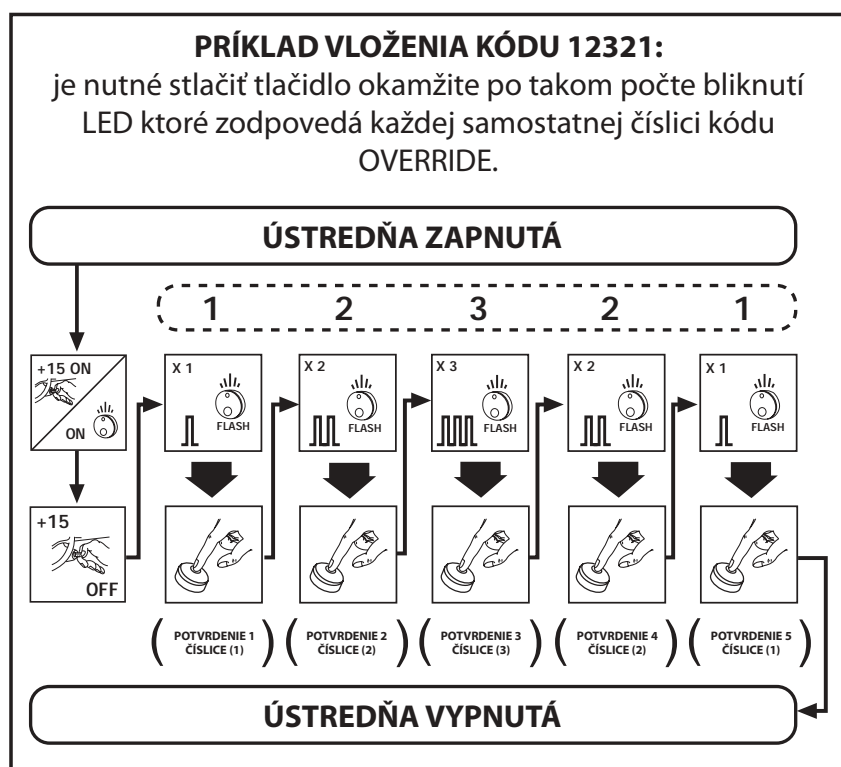 PRÍKLAD VLOŽENIA KÓDU 12321:
je nutné stlačiť tlačidlo okamžite po takom počte bliknutí
LED ktoré zodpovedá každej samostatnej číslici kódu
OVERRIDE.
ÚSTREDŇA ZAPNUTÁ
1 2 3 2 1
+15 ON
ON
X 1
FLASH
X 2
FLASH
X 3
FLASH
X 2
FLASH
X 1
FLASH
+15
OFF
(POTVRDENIE 1
ČÍSLICE (1))
(POTVRDENIE 2
ČÍSLICE (2))
(POTVRDENIE 3
ČÍSLICE (3))
(POTVRDENIE 4
ČÍSLICE (2))
(POTVRDENIE 5
ČÍSLICE (1))
ÚSTREDŇA VYPNUTÁ